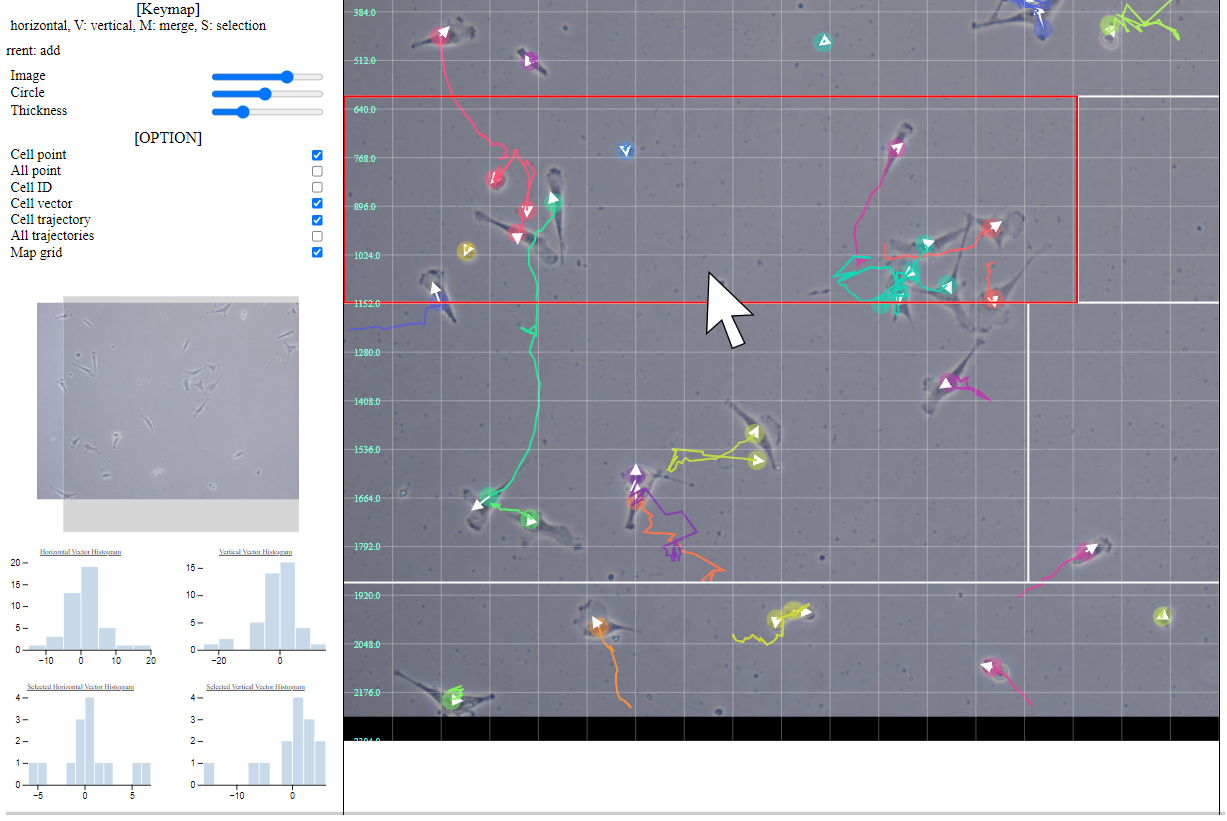 [Keymap]
horizontal, V: vertical, M: merge, S: selection
rrent: add
Image
Circle
Thickness
[OPTION]
Cell point
All point
Cell ID
Cell vector
Cell trajectory
All trajectories
Map grid
Horizontal Vector Histogram
20
15
10
5
0
−10 0 10 20
Vertical Vector Histogram
15
10
5
0
−20 0
Selected Horizontal Vector Histogram
4
3
2
1
0
−5 0 5
Selected Vertical Vector Histogram
4
3
2
1
0
−10 0
384.0
512.0
640.0
768.0
896.0
1024.0
1152.0
1280.0
1408.0
1536.0
1664.0
1792.0
1920.0
2048.0
2176.0